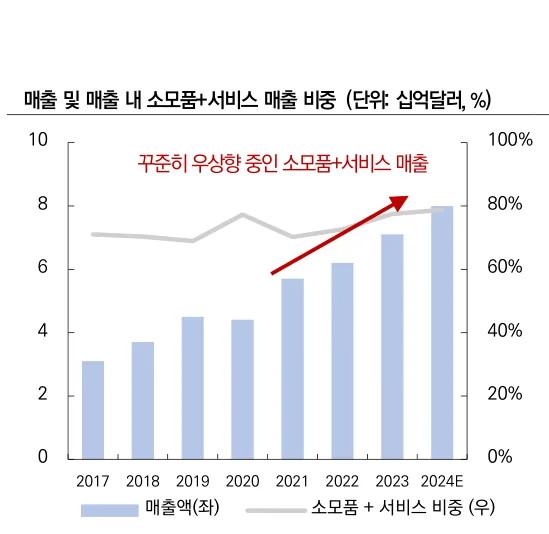 매출 및 매출 내 소모품+서비스 매출 비중 (단위: 십억달러, %)
10 100%
꾸준히 우상향 중인 소모품+서비스 매출
8 80%
6 60%
4 40%
2 20%
0 0%
2017 2018 2019 2020 2021 2022 2023 2024E
매출액(좌) 소모품 + 서비스 비중 (우)